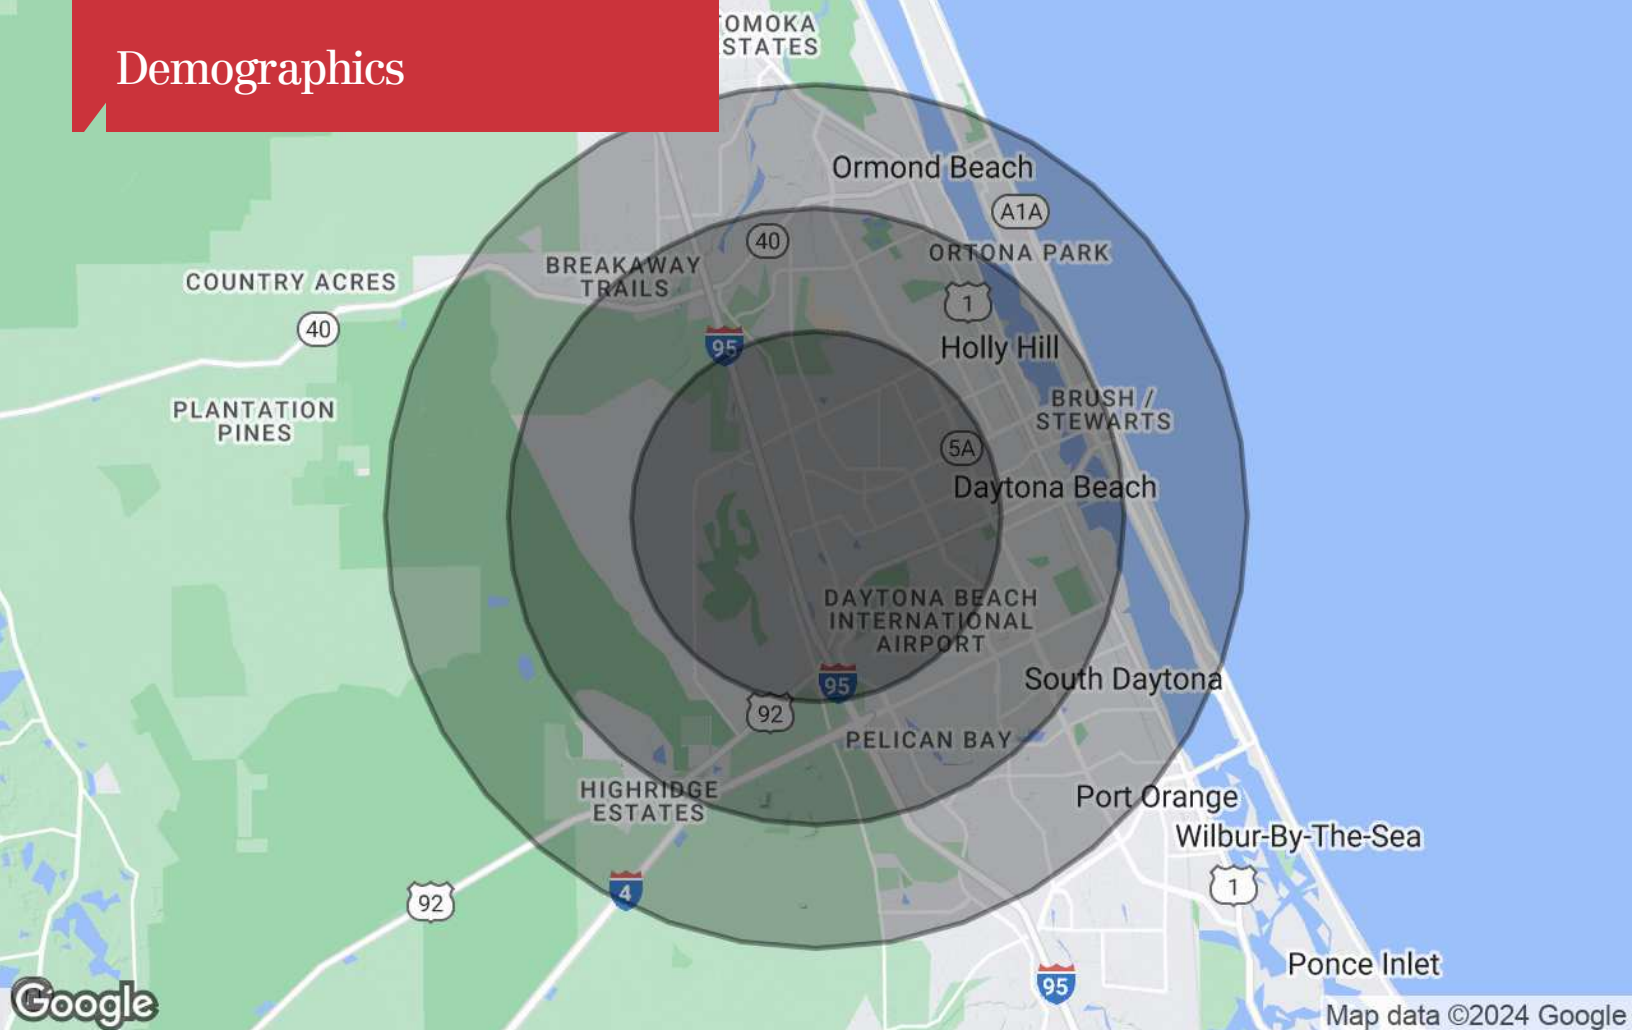 Demographics
OMOKA
STATES
Ormond Beach
A1A
40
ORTONA PARK
BREAKAWAY
TRAILS
COUNTRY ACRES
1
40
95
Holly Hill
BRUSH /
STEWARTS
PLANTATION
PINES
5A
Daytona Beach
DAYTONA BEACH
INTERNATIONAL
AIRPORT
South Daytona
95
92
PELICAN BAY
HIGHRIDGE
ESTATES
Port Orange
Wilbur-By-The-Sea
4
1
92
Ponce Inlet
95
Google
Map data ©2024 Google